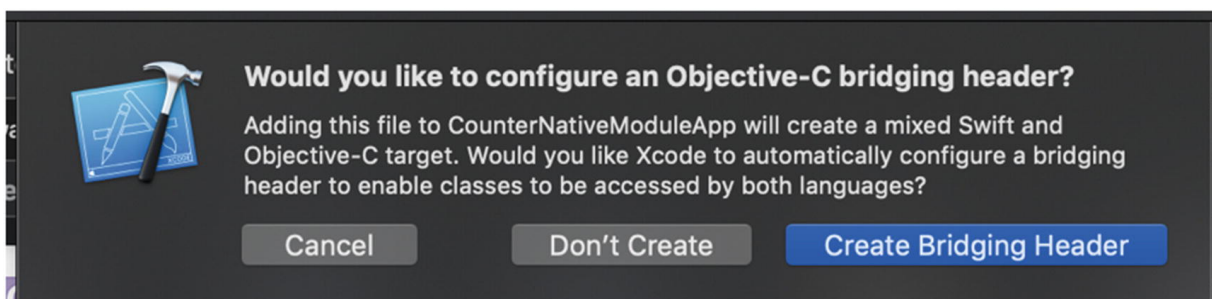 Would you like to configure an Objective-C bridging header?
Adding this file to CounterNativeModuleApp will create a mixed Swift and
Objective-C target. Would you like Xcode to automatically configure a bridging
header to enable classes to be accessed by both languages?
Cancel Don't Create Create Bridging Header